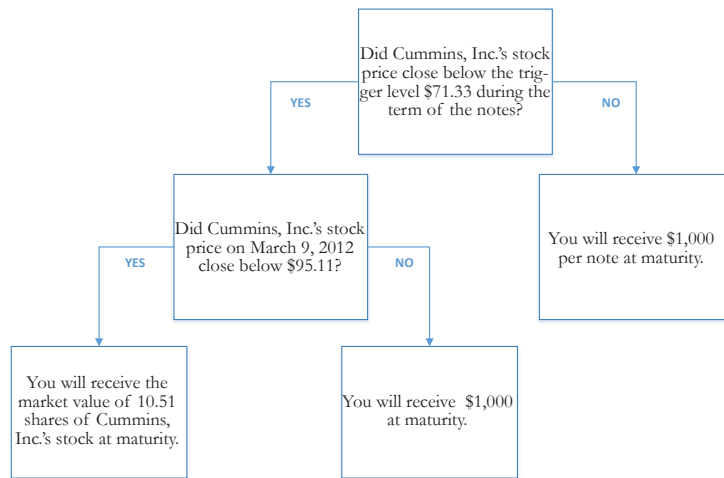 Did Cummins, Inc.'s stock
price close below the trig-
ger level $71.33 during the
term of the notes?
YES
NO
Did Cummins, Inc.'s stock
price on March 9, 2012
close below $95.11?
You will receive $1,000
per note at maturity.
YES
NO
You will receive the
market value of 10.51
shares of Cummins,
Inc.'s stock at maturity.
You will receive $1,000
at maturity.